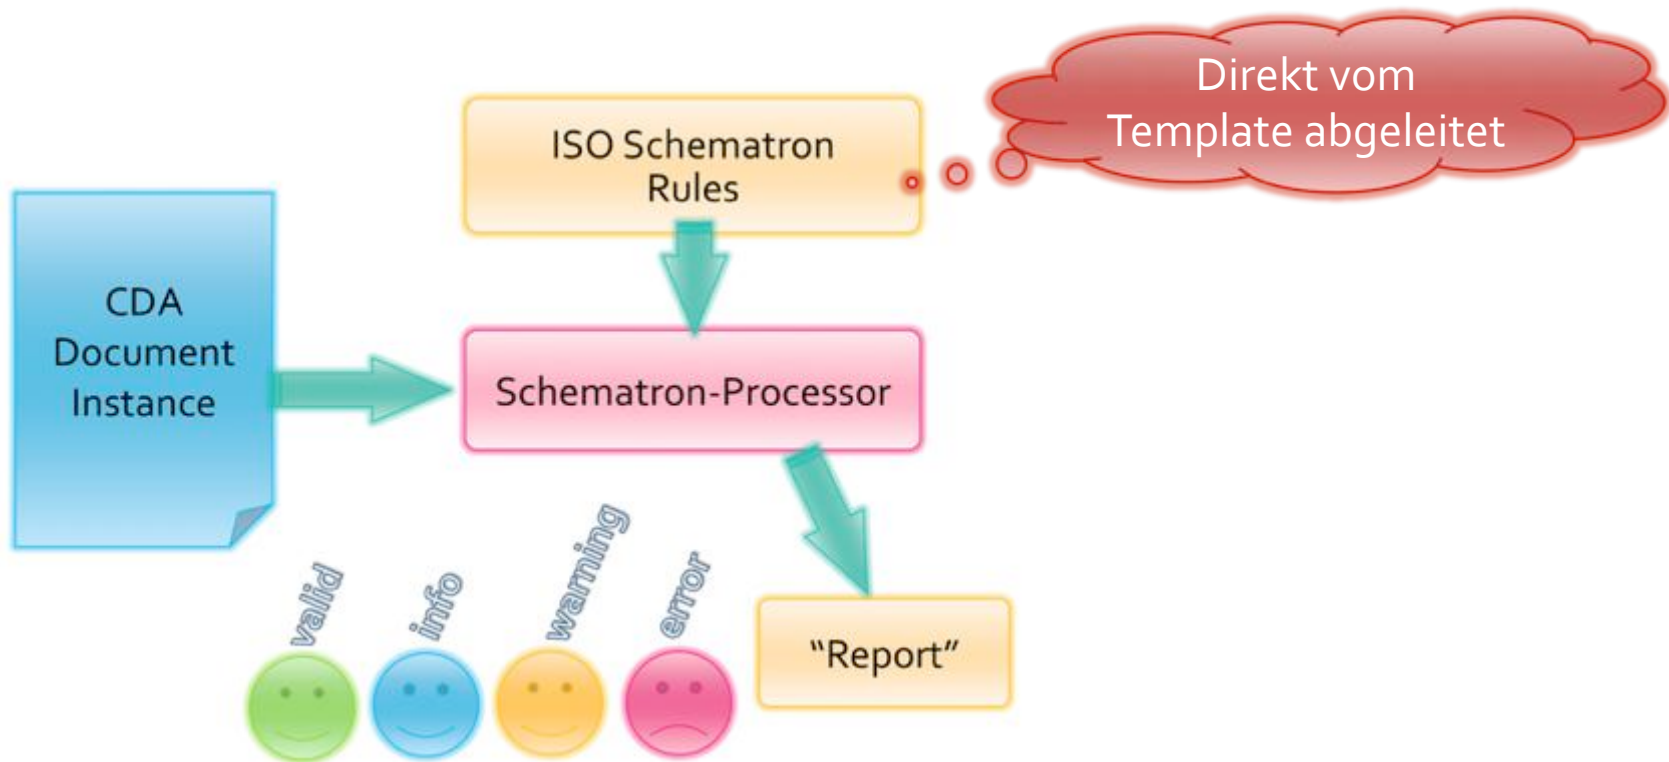 Direkt vom
Template abgeleitet
ISO Schematron
Rules
CDA
Document
Instance
Schematron-Processor
valid
info
warning
error
“Report”